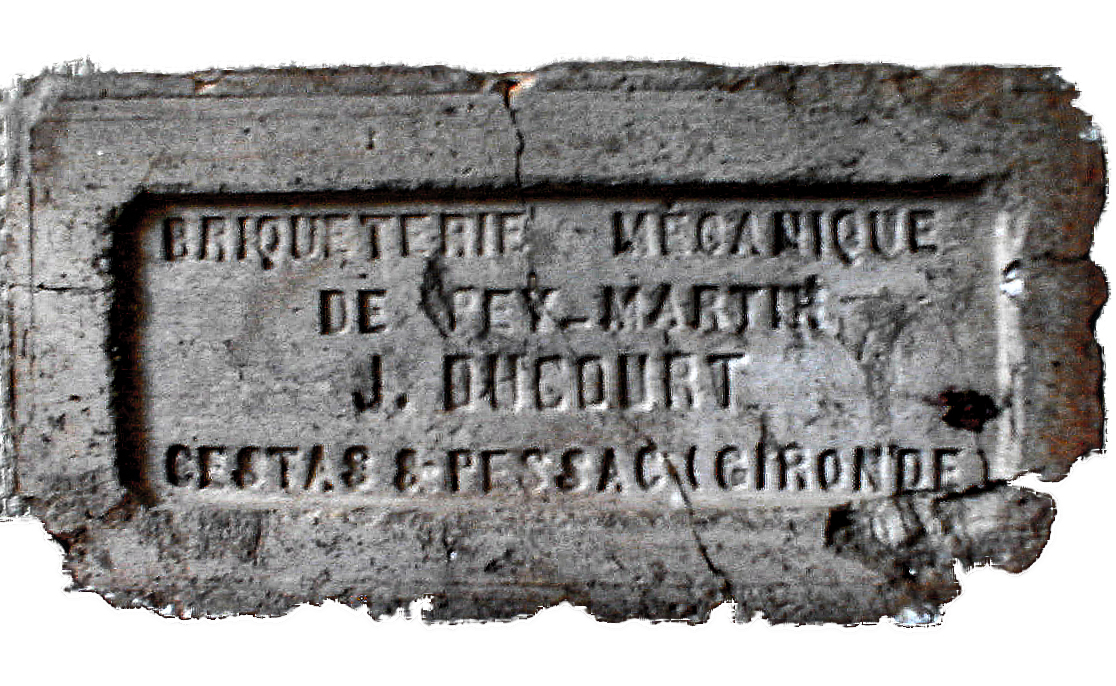 BRIQUETERIE MÉCANIQUE
DE PEY-MARTIN
J. DUCOURT
CESTAS & PESSAC (GIRONDE)